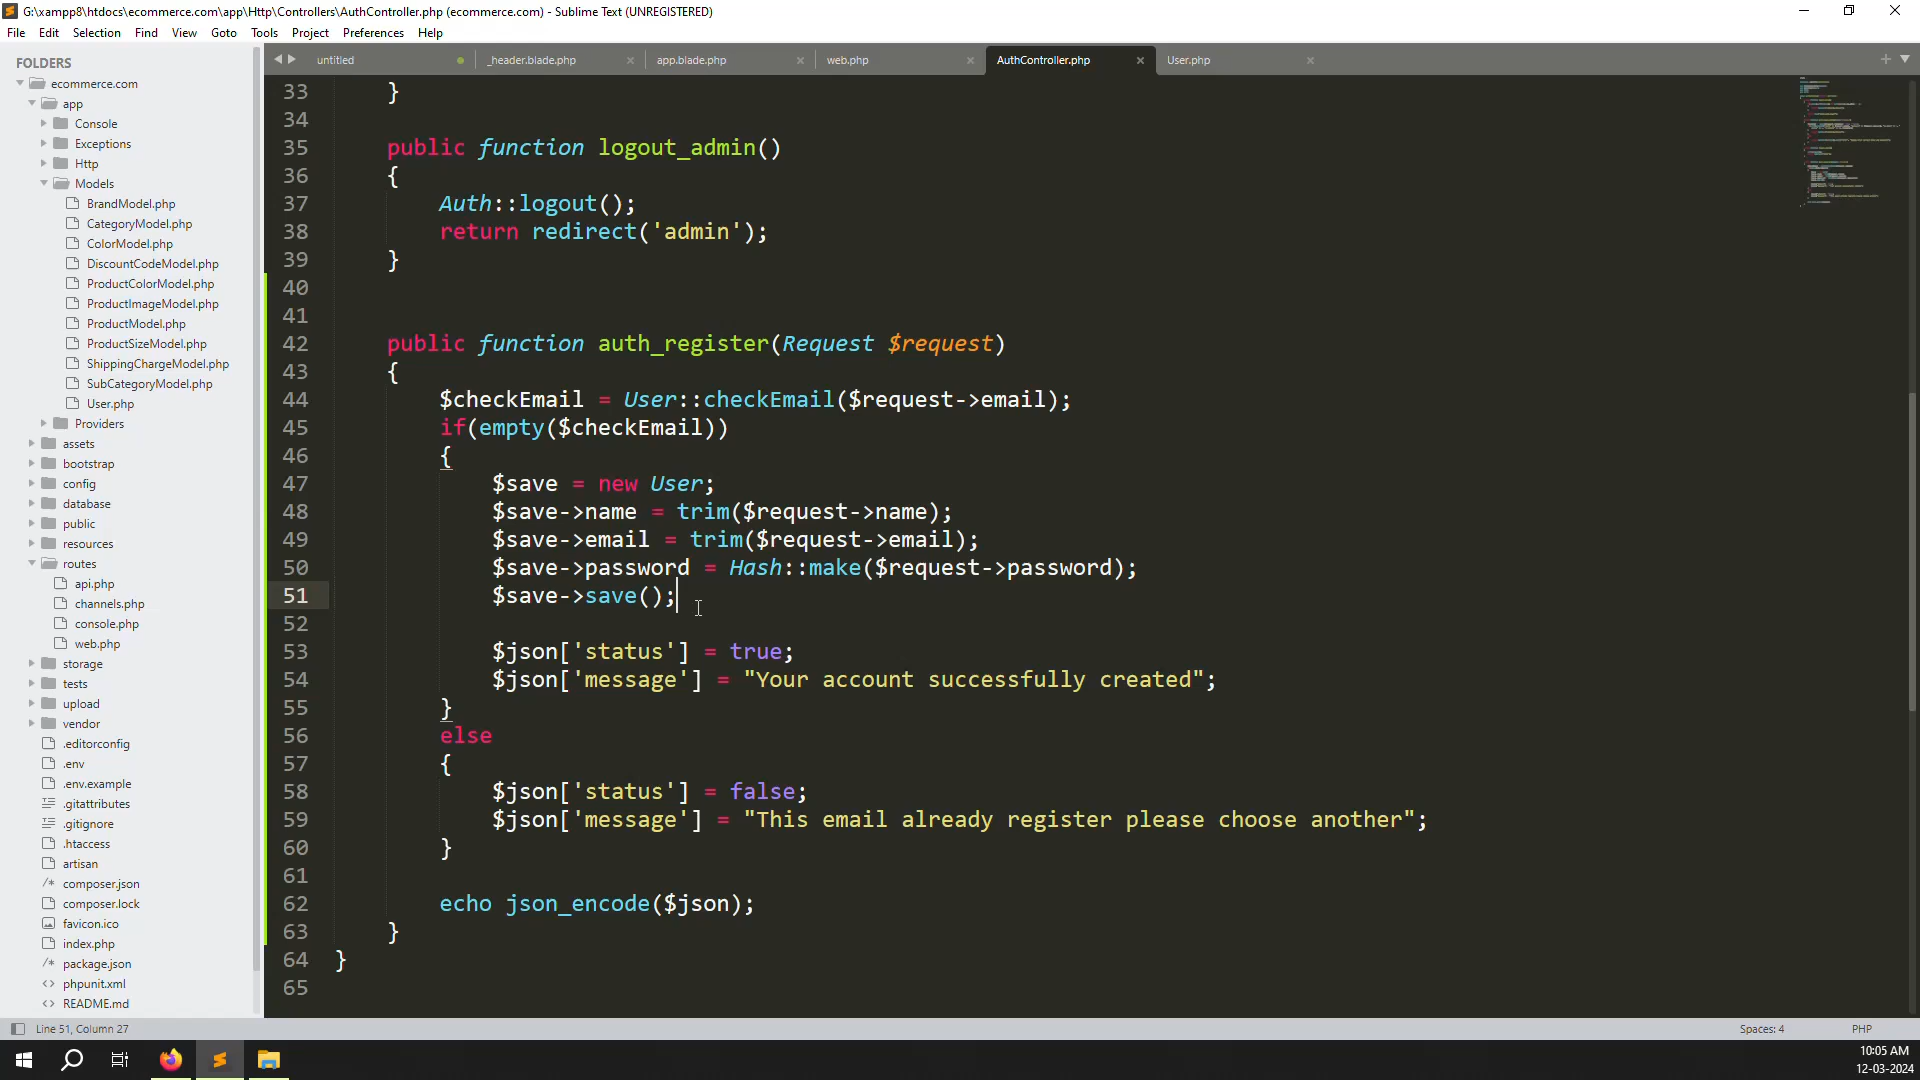 G:\xampp8\htdocs\ecommerce.com\app\Http\Controllers\AuthController.php (ecommerce.com) - Sublime Text (UNREGISTERED)
File Edit Selection Find View Goto Tools Project Preferences Help
FOLDERS
ecommerce.com
app
Console
Exceptions
Http
Models
BrandModel.php
CategoryModel.php
ColorModel.php
DiscountCodeModel.php
ProductColorModel.php
ProductImageModel.php
ProductModel.php
ProductSizeModel.php
ShippingChargeModel.php
SubCategoryModel.php
User.php
Providers
assets
bootstrap
config
database
public
resources
routes
api.php
channels.php
console.php
web.php
storage
tests
upload
vendor
.editorconfig
.env
.env.example
.gitattributes
.gitignore
.htaccess
artisan
composer.json
composer.lock
favicon.ico
index.php
package.json
phpunit.xml
README.md
untitled _header.blade.php app.blade.php web.php AuthController.php User.php
33 }
34
35 public function logout_admin()
36 {
37 Auth::logout();
38 return redirect('admin');
39 }
40
41
42 public function auth_register(Request $request)
43 {
44 $checkEmail = User::checkEmail($request->email);
45 if(empty($checkEmail))
46 {
47 $save = new User;
48 $save->name = trim($request->name);
49 $save->email = trim($request->email);
50 $save->password = Hash::make($request->password);
51 $save->save();
52
53 $json['status'] = true;
54 $json['message'] = "Your account successfully created";
55 }
56 else
57 {
58 $json['status'] = false;
59 $json['message'] = "This email already register please choose another";
60 }
61
62 echo json_encode($json);
63 }
64 }
65
Line 51, Column 27
Spaces: 4 PHP
10:05 AM
12-03-2024